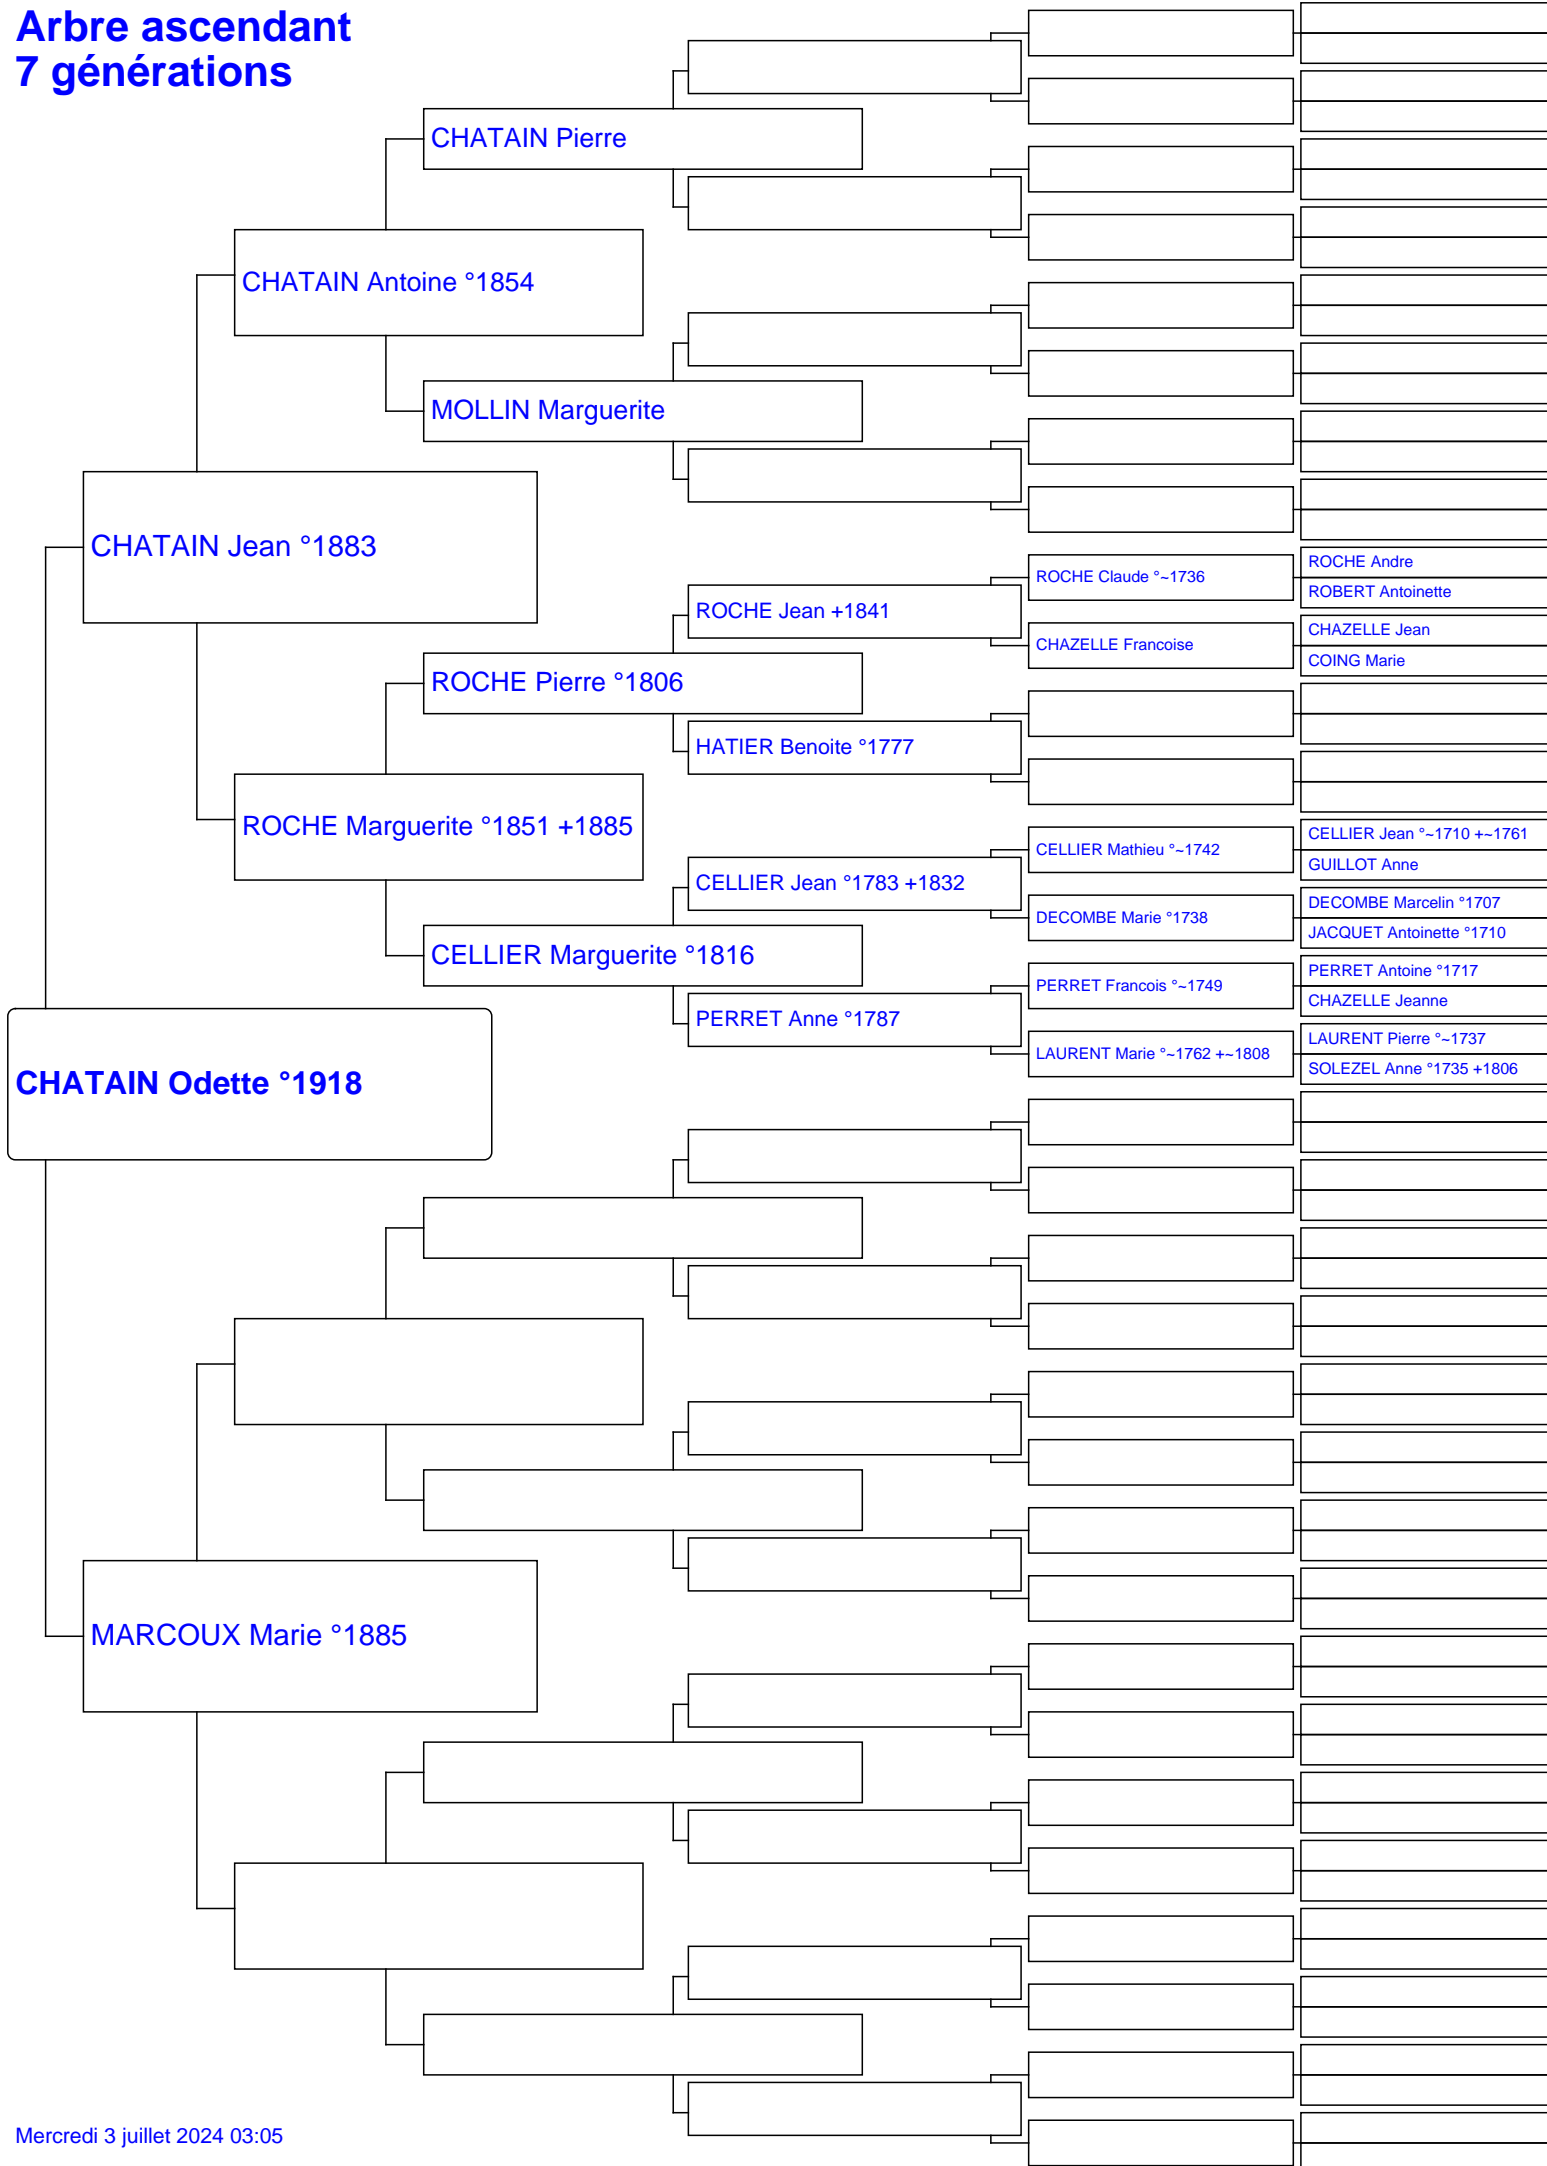 Arbre ascendant
7 générations
CHATAIN Pierre
CHATAIN Antoine °1854
MOLLIN Marguerite
CHATAIN Jean °1883
ROCHE Andre
ROCHE Claude °~1736
ROBERT Antoinette
ROCHE Jean +1841
CHAZELLE Jean
CHAZELLE Francoise
COING Marie
ROCHE Pierre °1806
HATIER Benoite °1777
ROCHE Marguerite °1851 +1885
CELLIER Jean °~1710 +~1761
CELLIER Mathieu °~1742
GUILLOT Anne
CELLIER Jean °1783 +1832
DECOMBE Marcelin °1707
DECOMBE Marie °1738
JACQUET Antoinette °1710
CELLIER Marguerite °1816
PERRET Antoine °1717
PERRET Francois °~1749
CHAZELLE Jeanne
PERRET Anne °1787
LAURENT Pierre °~1737
LAURENT Marie °~1762 +~1808
SOLEZEL Anne °1735 +1806
CHATAIN Odette °1918
MARCOUX Marie °1885
Mercredi 3 juillet 2024 03:05